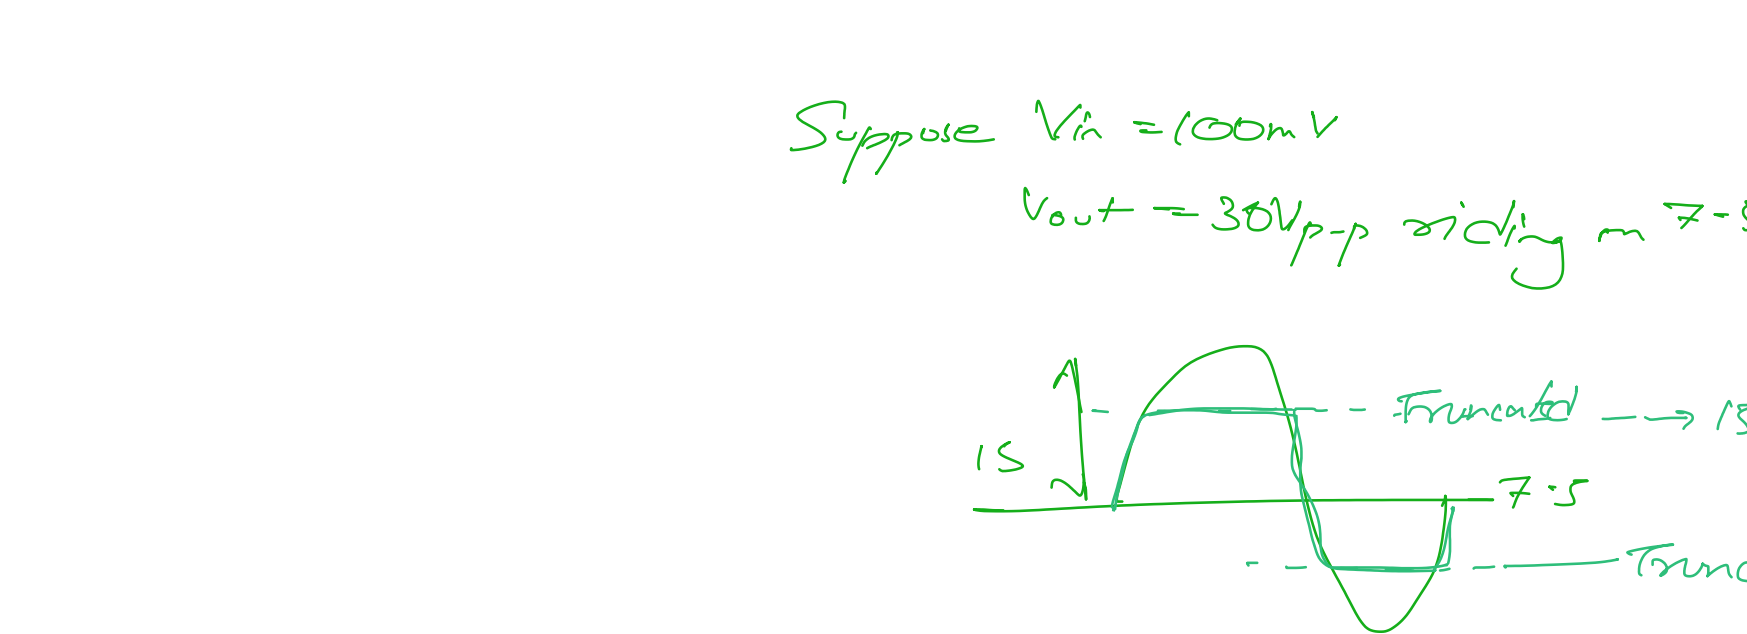 Suppose Vin = 100mV
Vout = 30Vp-p riding on 7.5
Truncated → 15
15
7.5
Trunc